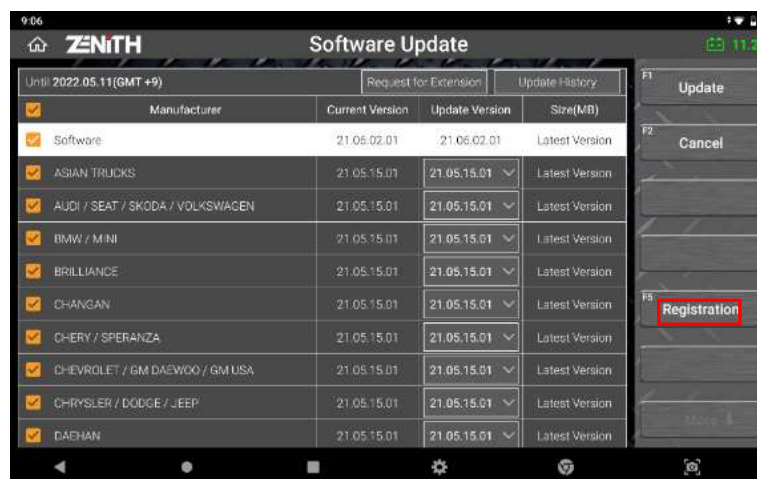 9:06
ZENITH Software Update 11.2
Until 2022.05.11(GMT +9) Request for Extension Update History
Manufacturer Current Version Update Version Size(MB)
Software 21.06.02.01 21.06.02.01 Latest Version
ASIAN TRUCKS 21.05.15.01 21.05.15.01 Latest Version
AUDI / SEAT / SKODA / VOLKSWAGEN 21.05.15.01 21.05.15.01 Latest Version
BMW / MINI 21.05.15.01 21.05.15.01 Latest Version
BRILLIANCE 21.05.15.01 21.05.15.01 Latest Version
CHANGAN 21.05.15.01 21.05.15.01 Latest Version
CHERY / SPERANZA 21.05.15.01 21.05.15.01 Latest Version
CHEVROLET / GM DAEWOO / GM USA 21.05.15.01 21.05.15.01 Latest Version
CHRYSLER / DODGE / JEEP 21.05.15.01 21.05.15.01 Latest Version
DAEHAN 21.05.15.01 21.05.15.01 Latest Version
F1 Update
F2 Cancel
F5 Registration
More